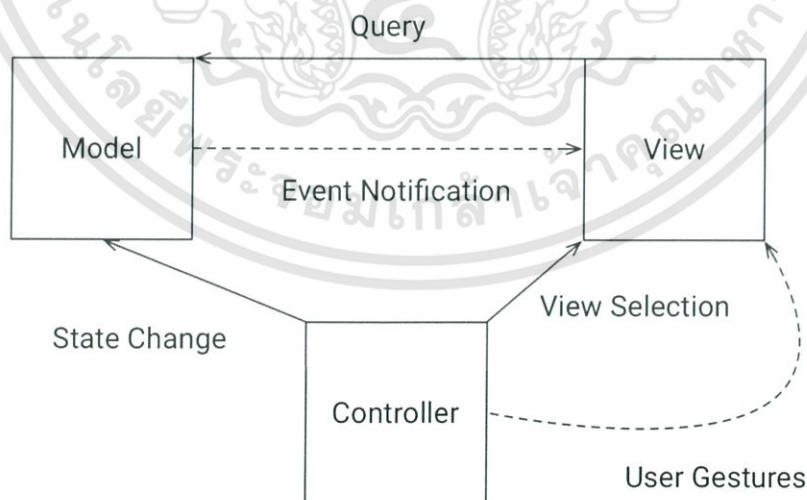 Query
Model
View
Event Notification
View Selection
State Change
Controller
User Gestures